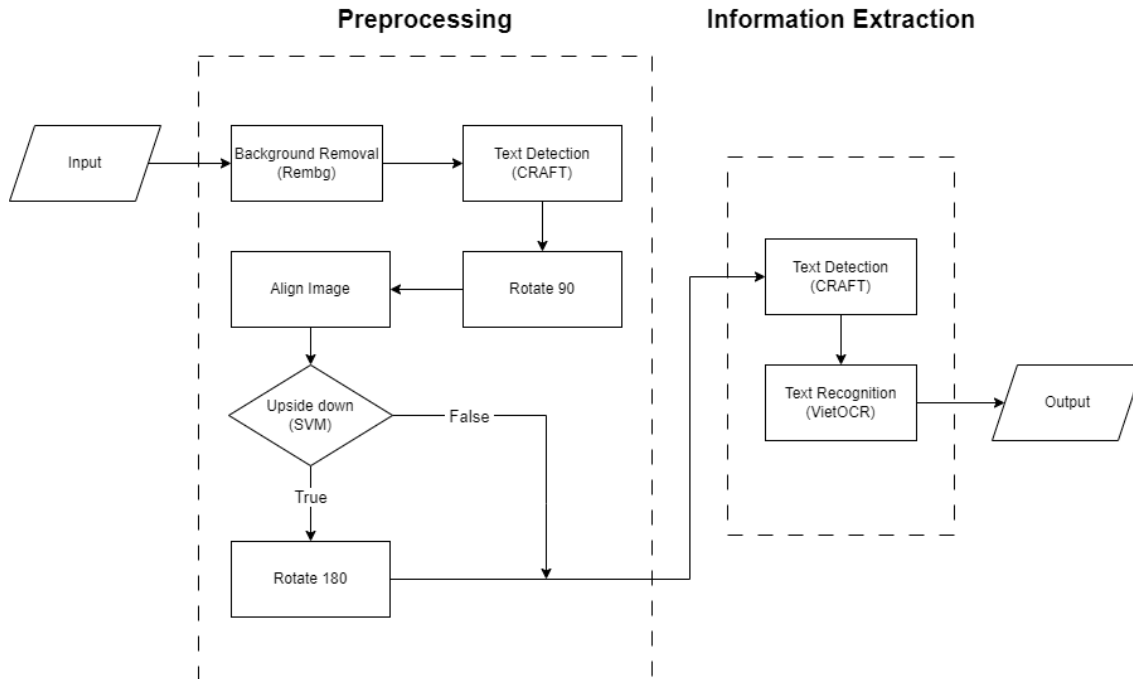 Preprocessing
Information Extraction
Input
Background Removal
(Rembg)
Text Detection
(CRAFT)
Align Image
Rotate 90
Upside down
(SVM)
False
True
Rotate 180
Text Detection
(CRAFT)
Text Recognition
(VietOCR)
Output